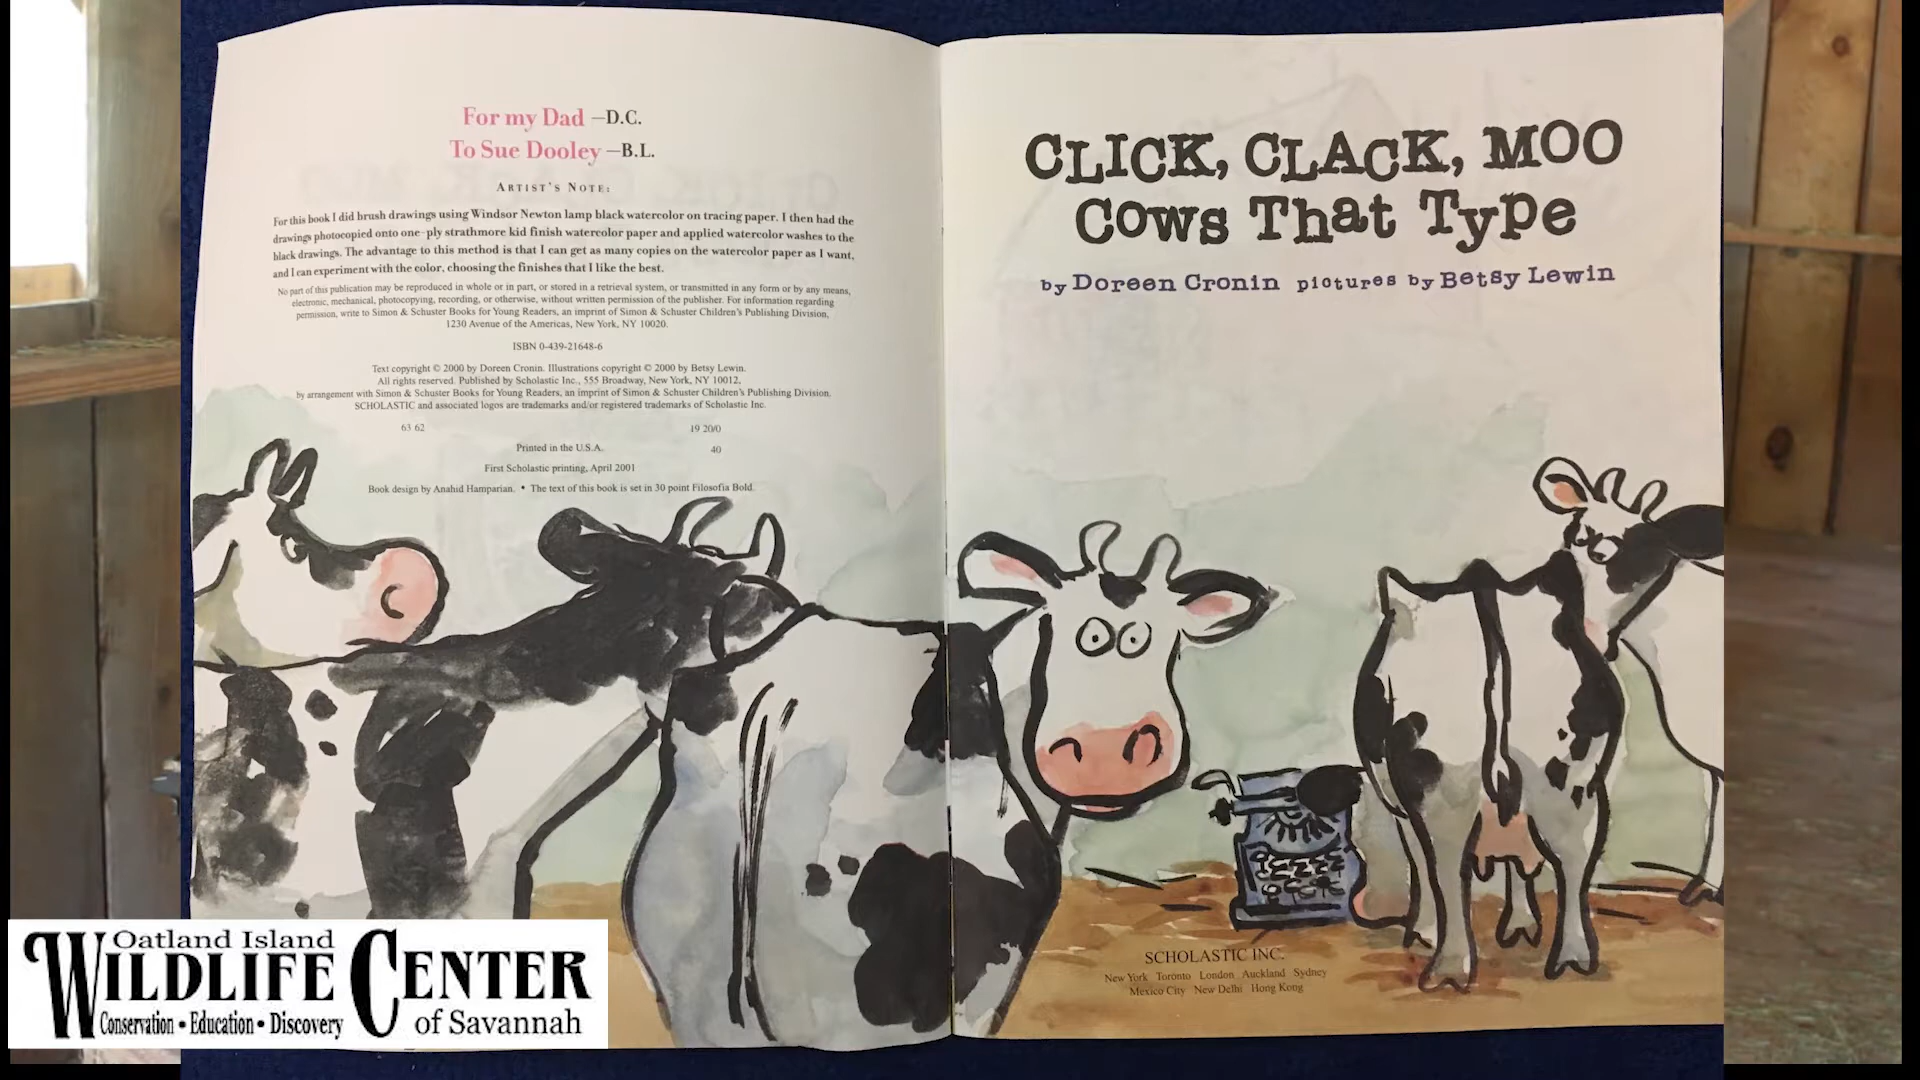 For my Dad —D.C.
To Sue Dooley —B.L.
ARTIST'S NOTE:
For this book I did brush drawings using Windsor Newton lamp black watercolor on tracing paper. I then had the
drawings photocopied onto one-ply strathmore kid finish watercolor paper and applied watercolor washes to the
black drawings. The advantage to this method is that I can get as many copies on the watercolor paper as I want,
and I can experiment with the color, choosing the finishes that I like the best.
No part of this publication may be reproduced in whole or in part, or stored in a retrieval system, or transmitted in any form or by any means,
electronic, mechanical, photocopying, recording, or otherwise, without written permission of the publisher. For information regarding
permission, write to Simon & Schuster Books for Young Readers, an imprint of Simon & Schuster Children's Publishing Division,
1230 Avenue of the Americas, New York, NY 10020.
ISBN 0-439-21648-6
Text copyright © 2000 by Doreen Cronin. Illustrations copyright © 2000 by Betsy Lewin.
All rights reserved. Published by Scholastic Inc., 555 Broadway, New York, NY 10012,
by arrangement with Simon & Schuster Books for Young Readers, an imprint of Simon & Schuster Children's Publishing Division.
SCHOLASTIC and associated logos are trademarks and/or registered trademarks of Scholastic Inc.
63 62 19 20/0
Printed in the U.S.A. 40
First Scholastic printing, April 2001
Book design by Anahid Hamparian. • The text of this book is set in 30 point Filosofia Bold.
CLICK, CLACK, MOO
Cows That Type
by Doreen Cronin pictures by Betsy Lewin
SCHOLASTIC INC.
New York Toronto London Auckland Sydney
Mexico City New Delhi Hong Kong
Oatland Island
WILDLIFE CENTER
Conservation • Education • Discovery of Savannah